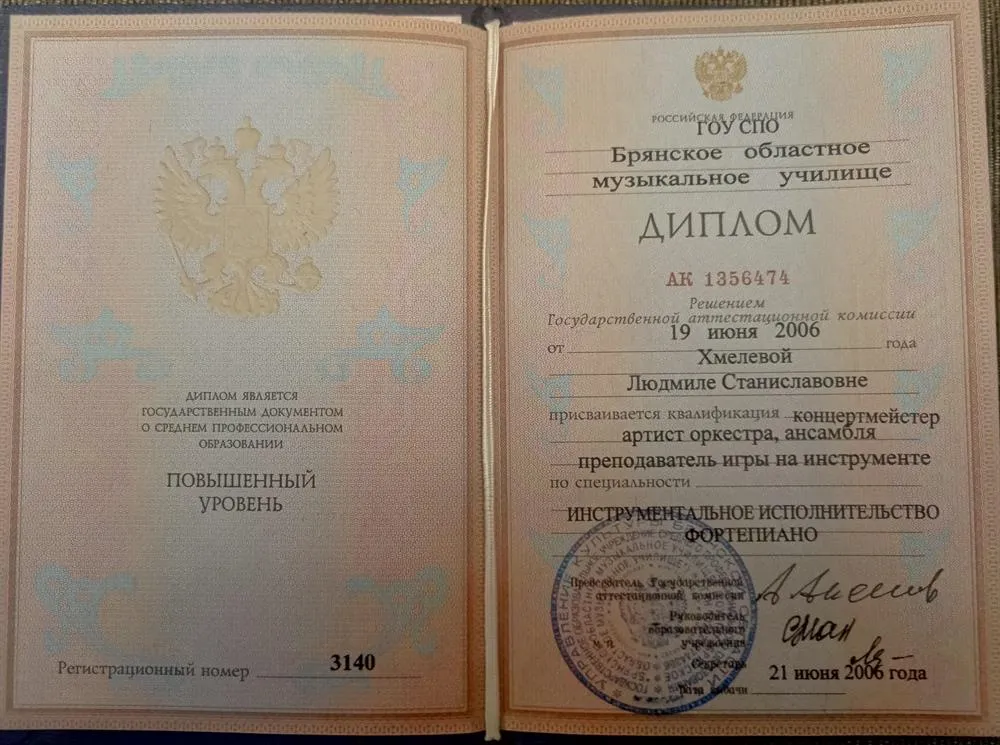 ДИПЛОМ ЯВЛЯЕТСЯ
ГОСУДАРСТВЕННЫМ ДОКУМЕНТОМ
О СРЕДНЕМ ПРОФЕССИОНАЛЬНОМ
ОБРАЗОВАНИИ
ПОВЫШЕННЫЙ
УРОВЕНЬ
Регистрационный номер 3140
РОССИЙСКАЯ ФЕДЕРАЦИЯ
ГОУ СПО
Брянское областное
музыкальное училище
ДИПЛОМ
АК 1356474
Решением
Государственной аттестационной комиссии
от 19 июня 2006 года
Хмелевой
Людмиле Станиславовне
присваивается квалификация концертмейстер
артист оркестра, ансамбля
преподаватель игры на инструменте
по специальности
ИНСТРУМЕНТАЛЬНОЕ ИСПОЛНИТЕЛЬСТВО
ФОРТЕПИАНО
Председатель Государственной
аттестационной комиссии
Руководитель
образовательного
учреждения
Секретарь
Дата выдачи 21 июня 2006 года